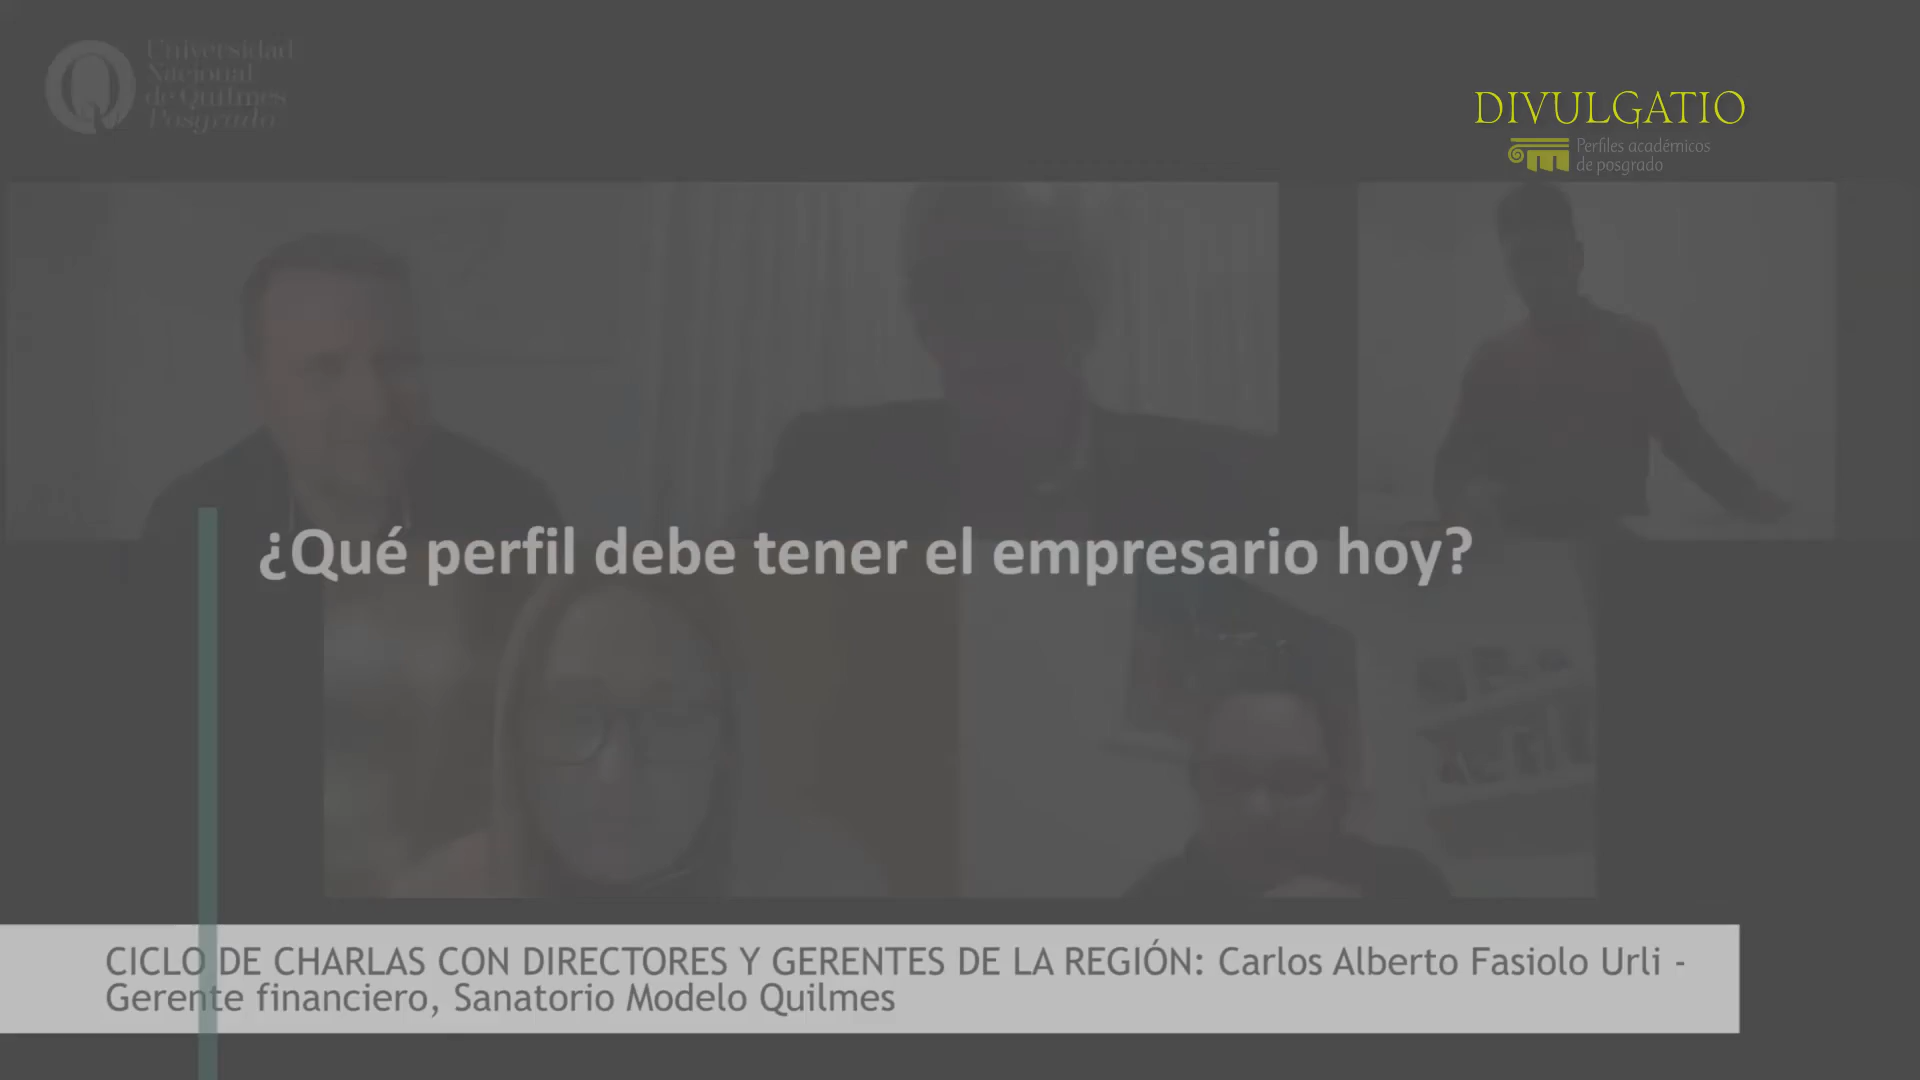 Universidad
Nacional
de Quilmes
Posgrado
DIVULGATIO
Perfiles académicos
de posgrado
¿Qué perfil debe tener el empresario hoy?
CICLO DE CHARLAS CON DIRECTORES Y GERENTES DE LA REGIÓN: Carlos Alberto Fasiolo Urli -
Gerente financiero, Sanatorio Modelo Quilmes